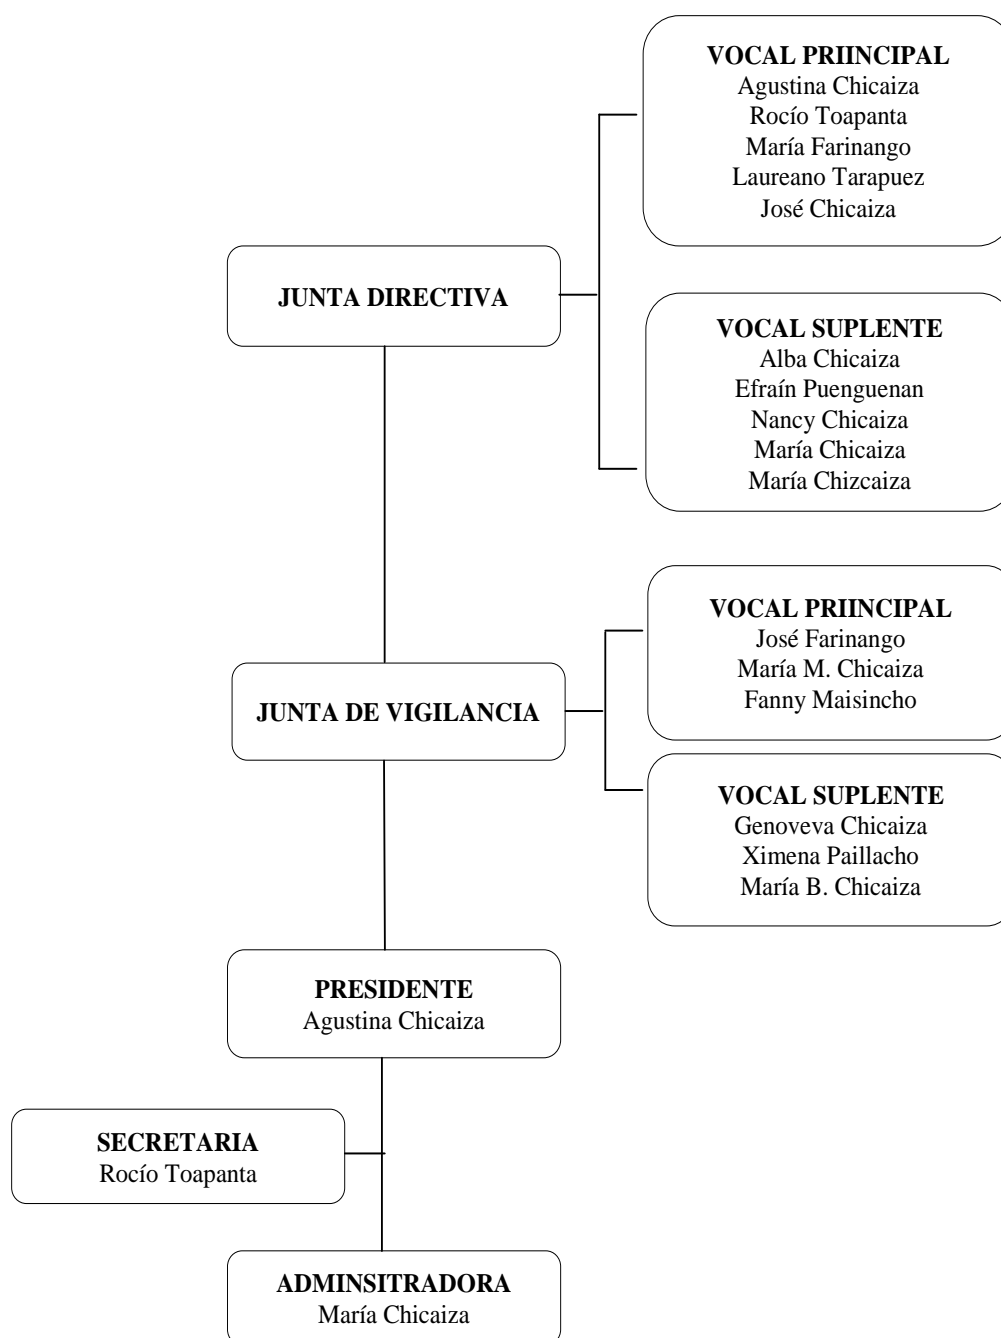 VOCAL PRIINCIPAL
Agustina Chicaiza
Rocío Toapanta
María Farinango
Laureano Tarapuez
José Chicaiza
JUNTA DIRECTIVA
VOCAL SUPLENTE
Alba Chicaiza
Efraín Puenguenan
Nancy Chicaiza
María Chicaiza
María Chizcaiza
VOCAL PRIINCIPAL
José Farinango
María M. Chicaiza
Fanny Maisincho
JUNTA DE VIGILANCIA
VOCAL SUPLENTE
Genoveva Chicaiza
Ximena Paillacho
María B. Chicaiza
PRESIDENTE
Agustina Chicaiza
SECRETARIA
Rocío Toapanta
ADMINSITRADORA
María Chicaiza